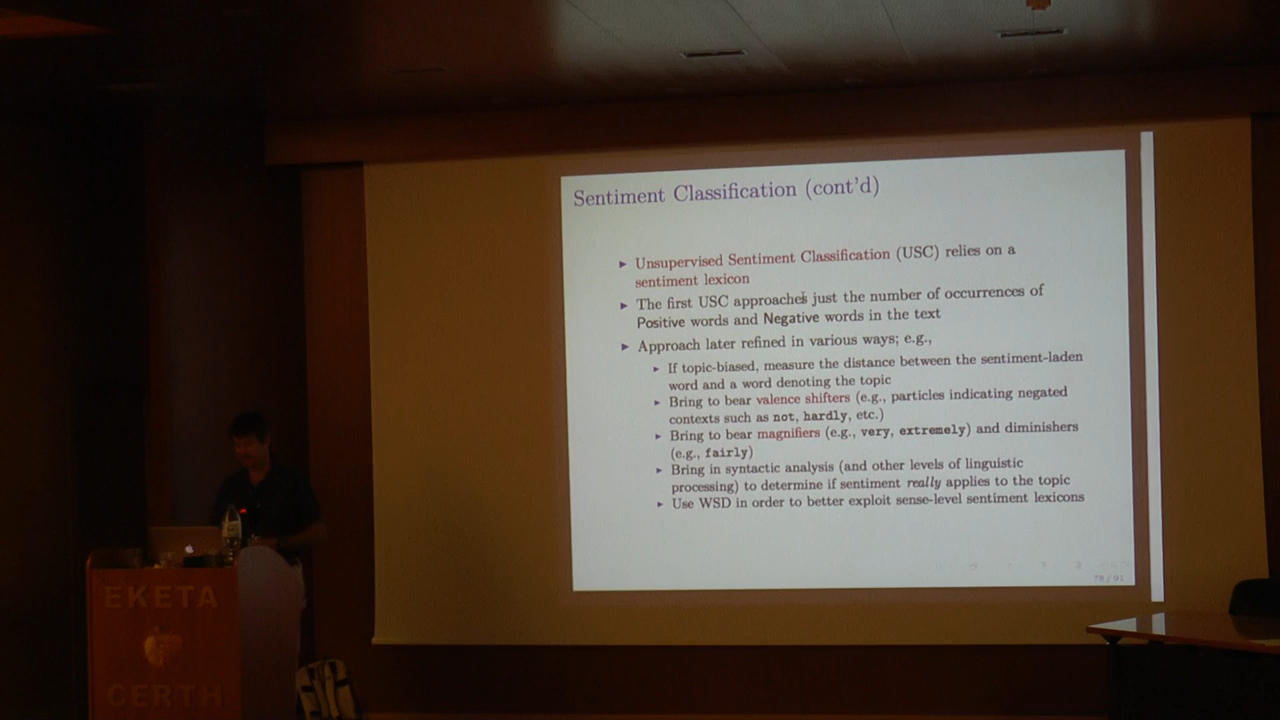 Sentiment Classification (cont'd)
Unsupervised Sentiment Classification (USC) relies on a
sentiment lexicon
The first USC approaches just the number of occurrences of
Positive words and Negative words in the text
Approach later refined in various ways; e.g.,
If topic-biased, measure the distance between the sentiment-laden
word and a word denoting the topic
Bring to bear valence shifters (e.g., particles indicating negated
contexts such as not, hardly, etc.)
Bring to bear magnifiers (e.g., very, extremely) and diminishers
(e.g., fairly)
Bring in syntactic analysis (and other levels of linguistic
processing) to determine if sentiment really applies to the topic
Use WSD in order to better exploit sense-level sentiment lexicons
78 / 91
EKETA
CERTH